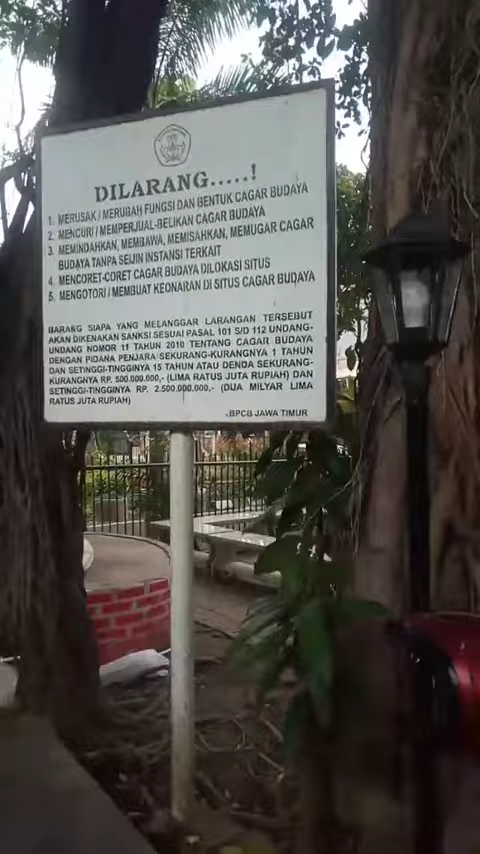 DILARANG.....!
1. MERUSAK / MERUBAH FUNGSI DAN BENTUK CAGAR BUDAYA
2. MENCURI / MEMPERJUAL-BELIKAN CAGAR BUDAYA
3. MEMINDAHKAN, MEMBAWA, MEMISAHKAN, MEMUGAR CAGAR
BUDAYA TANPA SEIJIN INSTANSI TERKAIT
4. MENCORET-CORET CAGAR BUDAYA DILOKASI SITUS
5. MENGOTORI / MEMBUAT KEONARAN DI SITUS CAGAR BUDAYA
BARANG SIAPA YANG MELANGGAR LARANGAN TERSEBUT
AKAN DIKENAKAN SANKSI SESUAI PASAL 101 S/D 112 UNDANG-
UNDANG NOMOR 11 TAHUN 2010 TENTANG CAGAR BUDAYA
DENGAN PIDANA PENJARA SEKURANG-KURANGNYA 1 TAHUN
DAN SETINGGI-TINGGINYA 15 TAHUN ATAU DENDA SEKURANG-
KURANGNYA RP. 500.000.000,- (LIMA RATUS JUTA RUPIAH) DAN
SETINGGI-TINGGINYA RP. 2.500.000.000,- (DUA MILYAR LIMA
RATUS JUTA RUPIAH)
-BPCB JAWA TIMUR